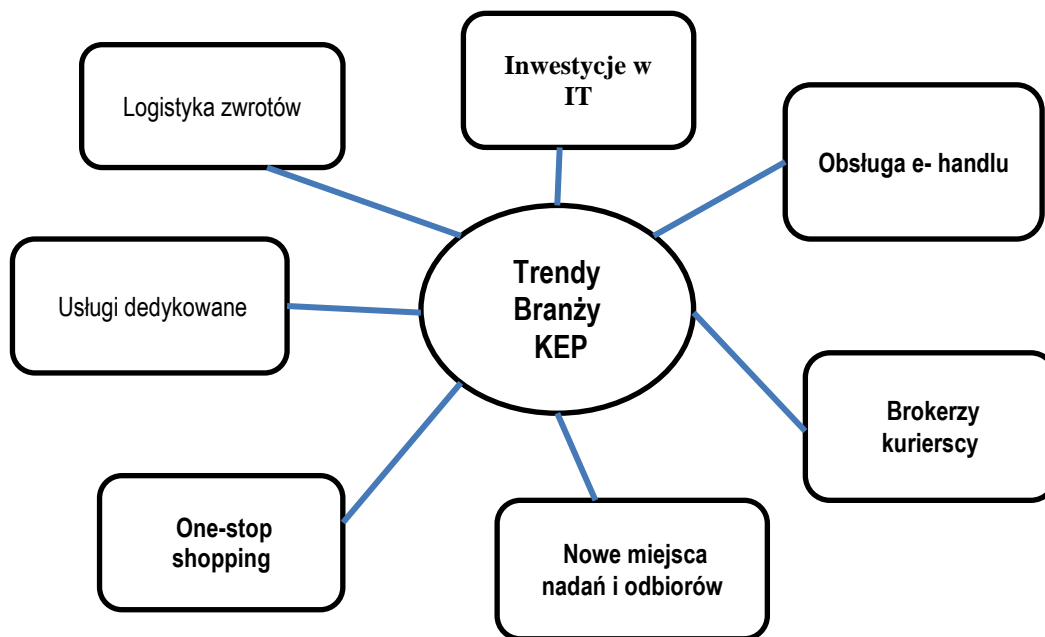 Inwestycje w
IT
Logistyka zwrotów
Obsługa e- handlu
Trendy
Branży
KEP
Usługi dedykowane
Brokerzy
kurierscy
One-stop
shopping
Nowe miejsca
nadań i odbiorów